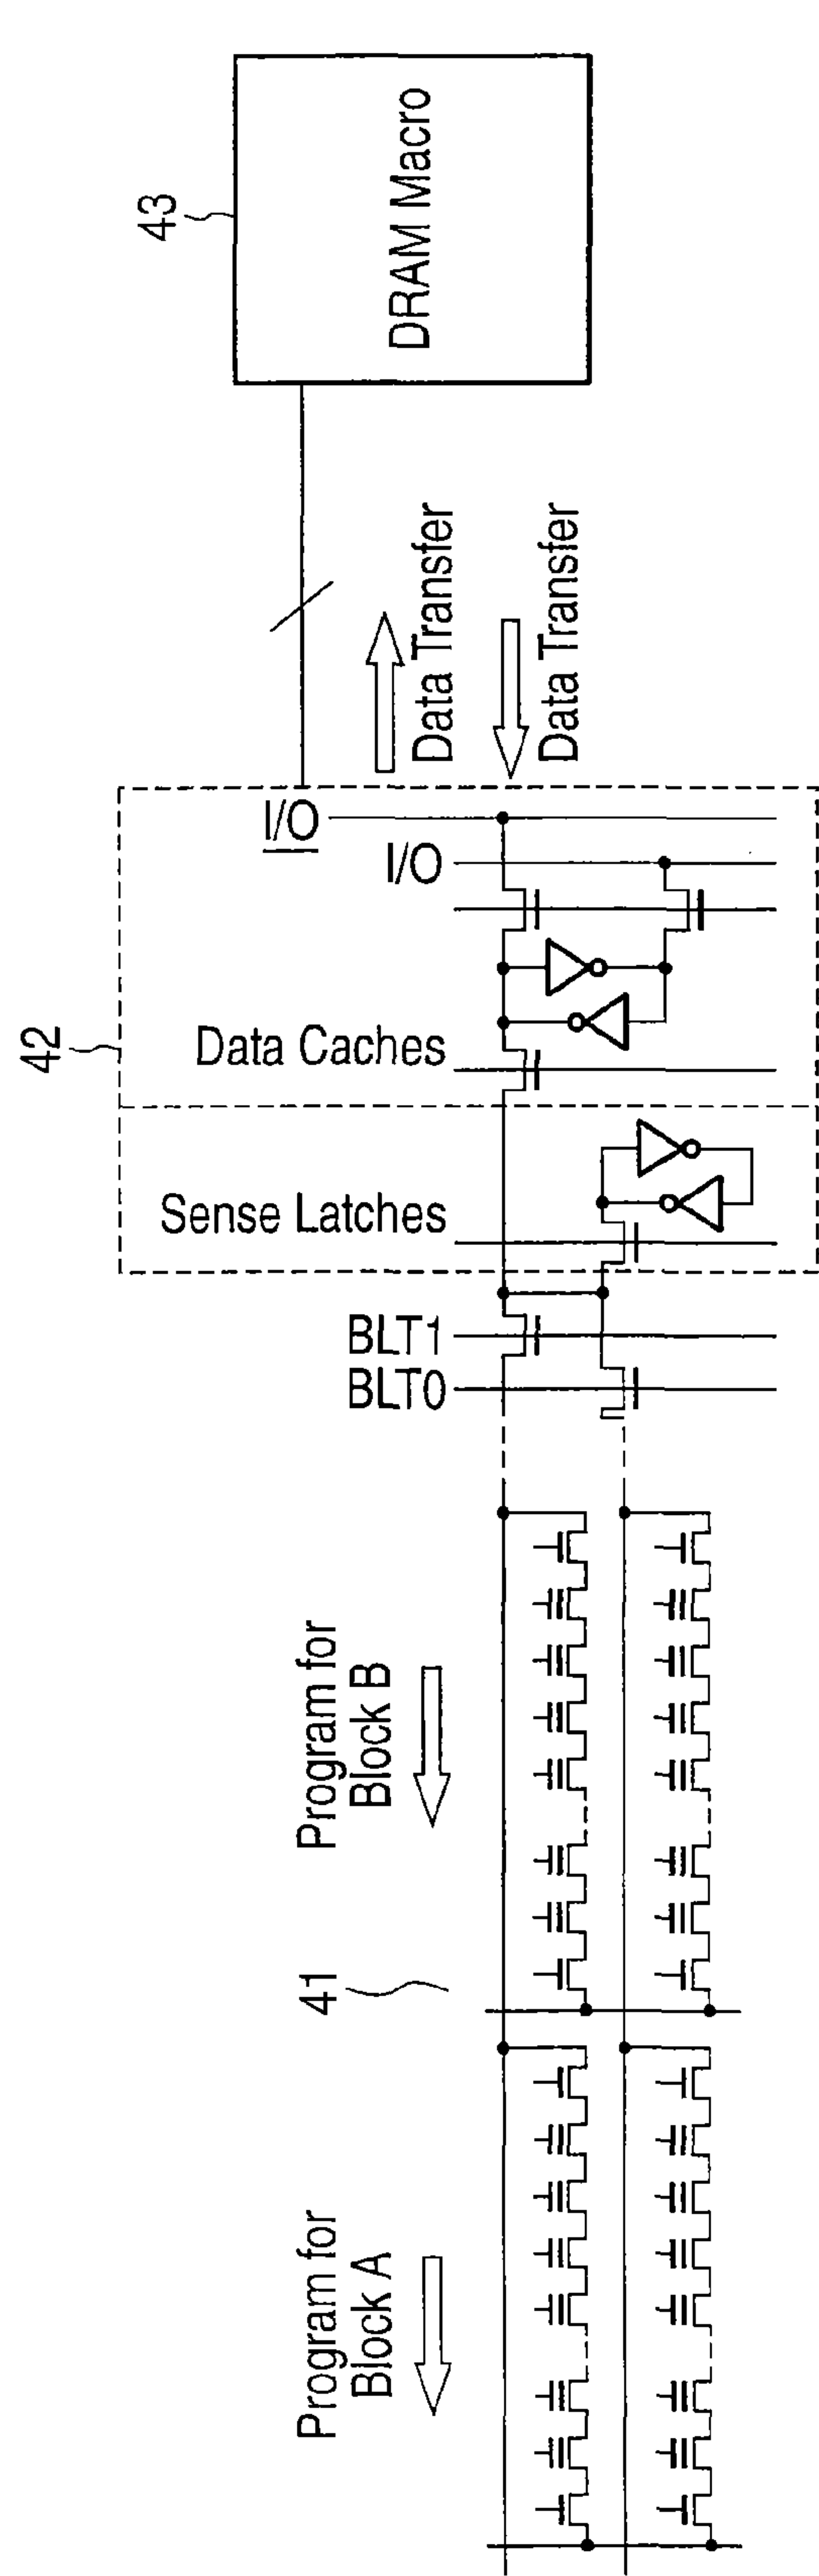 43
DRAM Macro
Data Transfer
Data Transfer
I/O
I/O
42
Data Caches
Sense Latches
BLT1
BLT0
Program for
Block B
41
Program for
Block A